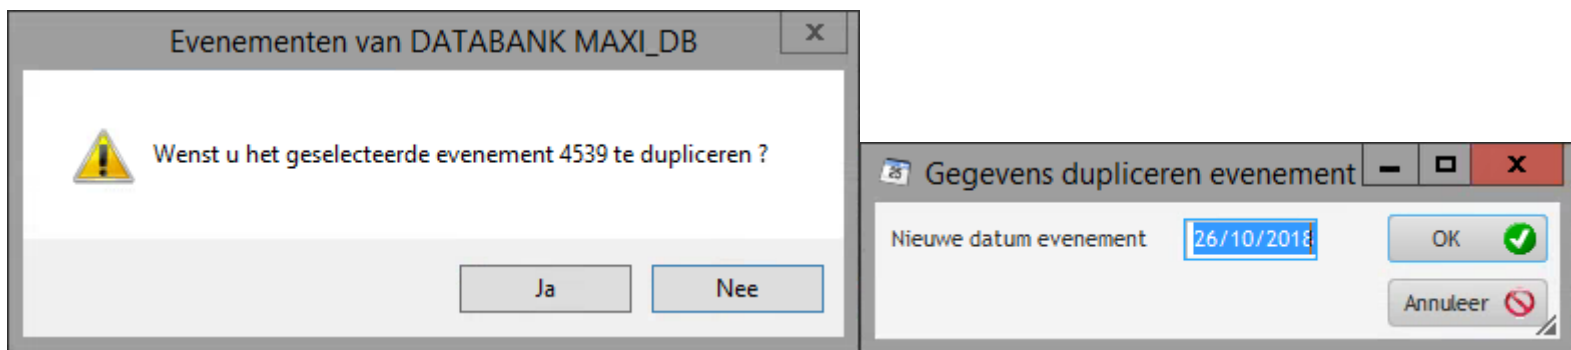 Evenementen van DATABANK MAXI_DB
Wenst u het geselecteerde evenement 4539 te dupliceren ?
Ja
Nee
25
Gegevens dupliceren evenement
Nieuwe datum evenement
26/10/2018
OK
Annuleer